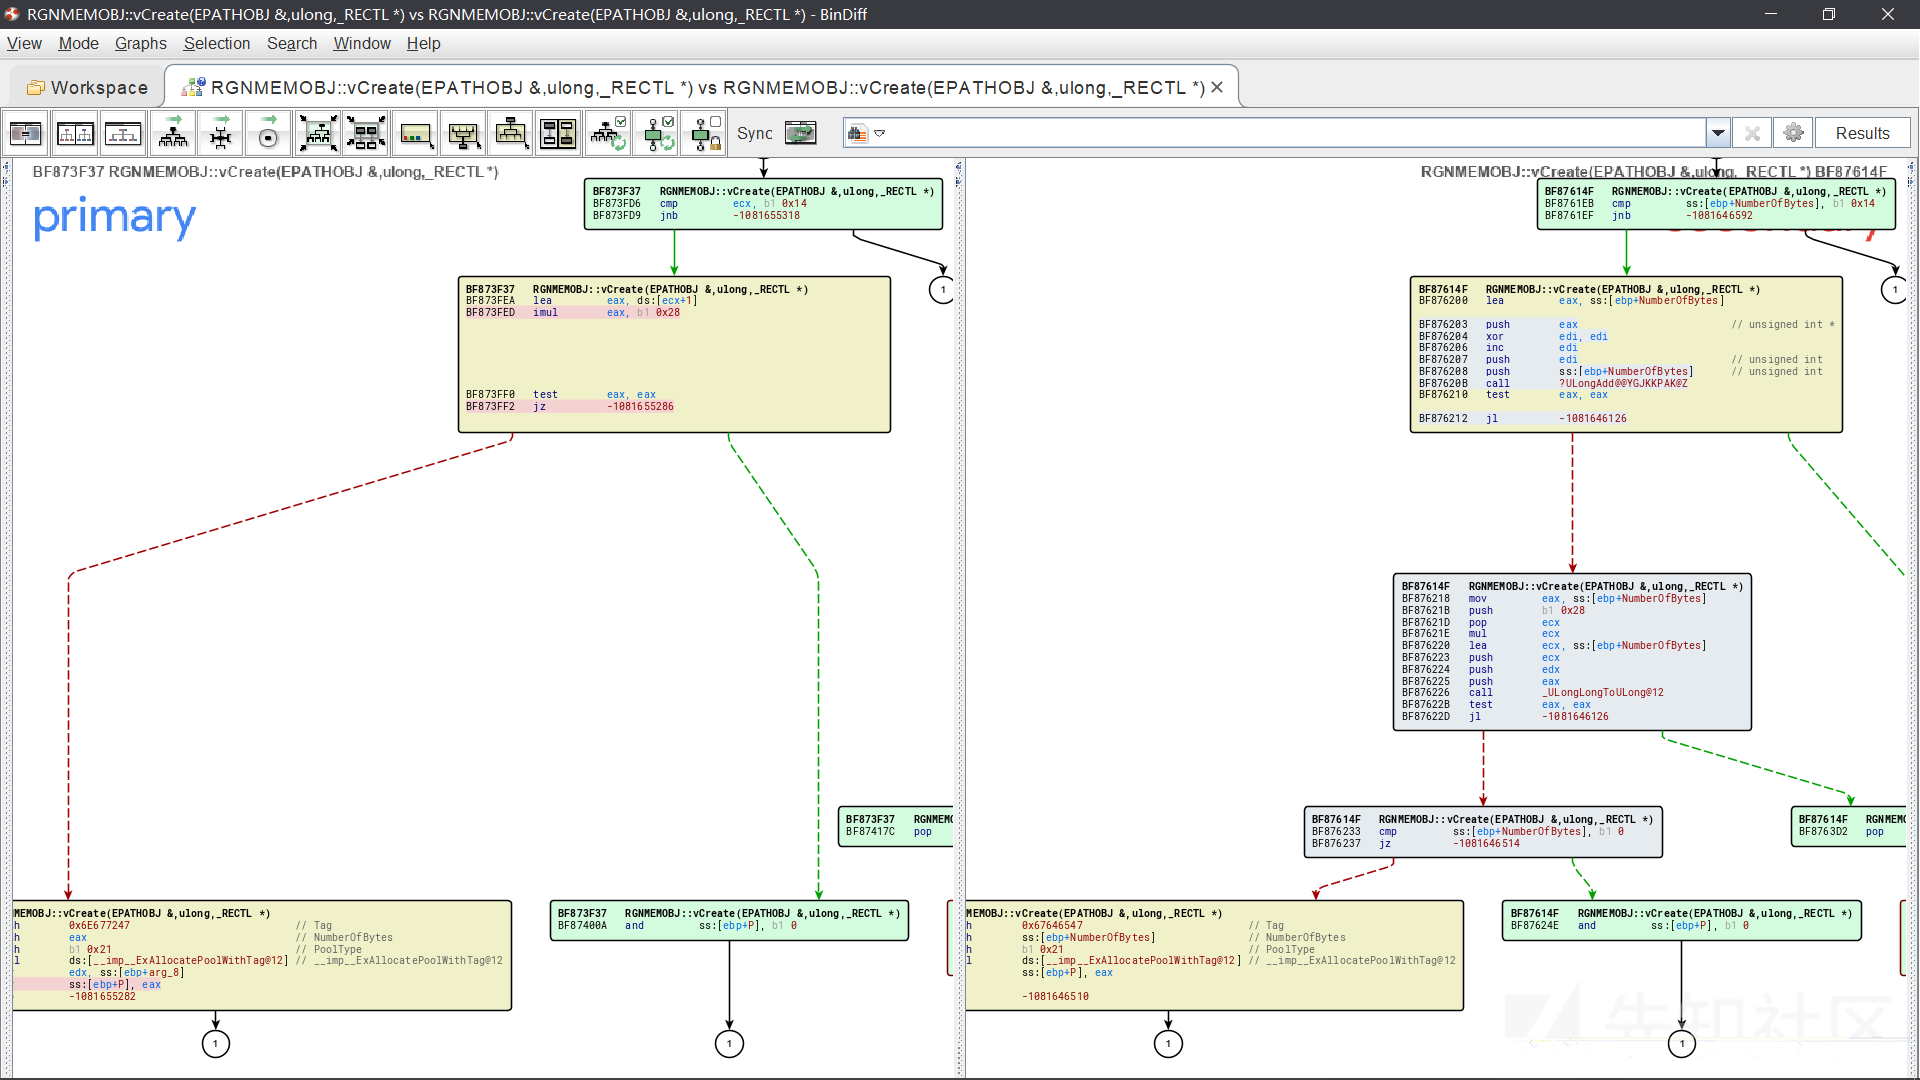 RGNMEMOBJ::vCreate(EPATHOBJ &,ulong,_RECTL *) vs RGNMEMOBJ::vCreate(EPATHOBJ &,ulong,_RECTL *) - BinDiff
View Mode Graphs Selection Search Window Help
Workspace
RGNMEMOBJ::vCreate(EPATHOBJ &,ulong,_RECTL *) vs RGNMEMOBJ::vCreate(EPATHOBJ &,ulong,_RECTL *)
Sync
Results
BF873F37 RGNMEMOBJ::vCreate(EPATHOBJ &,ulong,_RECTL *)
primary
BF873F37 RGNMEMOBJ::vCreate(EPATHOBJ &,ulong,_RECTL *)
BF873FD6 cmp ecx, b1 0x14
BF873FD9 jnb -1081655318
1
BF873F37 RGNMEMOBJ::vCreate(EPATHOBJ &,ulong,_RECTL *)
BF873FEA lea eax, ds:[ecx+1]
BF873FED imul eax, b1 0x28
BF873FF0 test eax, eax
BF873FF2 jz -1081655286
BF873F37 RGNMEMO
BF87417C pop
MEMOBJ::vCreate(EPATHOBJ &,ulong,_RECTL *)
h 0x6E677247 // Tag
h eax // NumberOfBytes
h b1 0x21 // PoolType
l ds:[__imp__ExAllocatePoolWithTag@12] // __imp__ExAllocatePoolWithTag@12
edx, ss:[ebp+arg_8]
ss:[ebp+P], eax
-1081655282
1
BF873F37 RGNMEMOBJ::vCreate(EPATHOBJ &,ulong,_RECTL *)
BF87400A and ss:[ebp+P], b1 0
1
RGNMEMOBJ::vCreate(EPATHOBJ &,ulong,_RECTL *) BF87614F
BF87614F RGNMEMOBJ::vCreate(EPATHOBJ &,ulong,_RECTL *)
BF8761EB cmp ss:[ebp+NumberOfBytes], b1 0x14
BF8761EF jnb -1081646592
1
BF87614F RGNMEMOBJ::vCreate(EPATHOBJ &,ulong,_RECTL *)
BF876200 lea eax, ss:[ebp+NumberOfBytes]
BF876203 push eax // unsigned int *
BF876204 xor edi, edi
BF876206 inc edi
BF876207 push edi // unsigned int
BF876208 push ss:[ebp+NumberOfBytes] // unsigned int
BF87620B call ?ULongAdd@@YGJKKPAK@Z
BF876210 test eax, eax
BF876212 jl -1081646126
BF87614F RGNMEMOBJ::vCreate(EPATHOBJ &,ulong,_RECTL *)
BF876218 mov eax, ss:[ebp+NumberOfBytes]
BF87621B push b1 0x28
BF87621D pop ecx
BF87621E mul ecx
BF876220 lea ecx, ss:[ebp+NumberOfBytes]
BF876223 push ecx
BF876224 push edx
BF876225 push eax
BF876226 call _ULongLongToULong@12
BF87622B test eax, eax
BF87622D jl -1081646126
BF87614F RGNMEMOBJ::vCreate(EPATHOBJ &,ulong,_RECTL *)
BF876233 cmp ss:[ebp+NumberOfBytes], b1 0
BF876237 jz -1081646514
BF87614F RGNMEMO
BF8763D2 pop
MEMOBJ::vCreate(EPATHOBJ &,ulong,_RECTL *)
h 0x67646547 // Tag
h ss:[ebp+NumberOfBytes] // NumberOfBytes
h b1 0x21 // PoolType
l ds:[__imp__ExAllocatePoolWithTag@12] // __imp__ExAllocatePoolWithTag@12
ss:[ebp+P], eax
-1081646510
1
BF87614F RGNMEMOBJ::vCreate(EPATHOBJ &,ulong,_RECTL *)
BF87624E and ss:[ebp+P], b1 0
1
先知社区